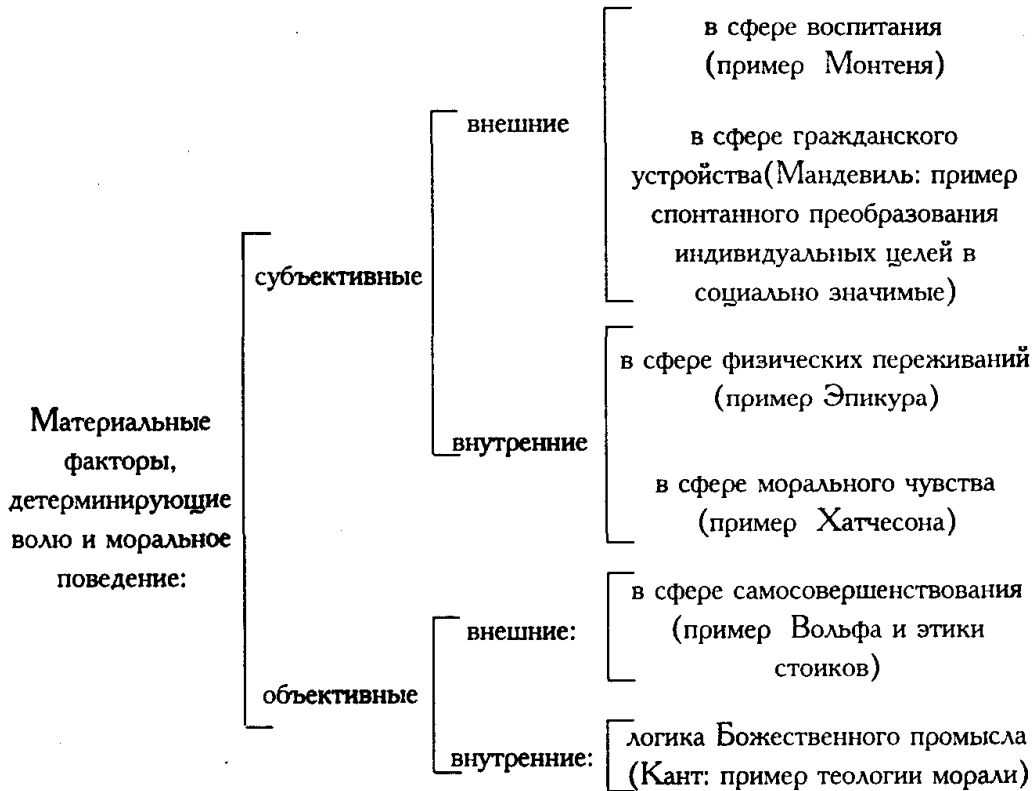 Материальные
факторы,
детерминирующие
волю и моральное
поведение:
субъективные
внешние
в сфере воспитания
(пример Монтеня)
в сфере гражданского
устройства(Мандевиль: пример
спонтанного преобразования
индивидуальных целей в
социально значимые)
внутренние
в сфере физических переживаний
(пример Эпикура)
в сфере морального чувства
(пример Хатчесона)
объективные
внешние:
в сфере самосовершенствования
(пример Вольфа и этики
стоиков)
внутренние:
логика Божественного промысла
(Кант: пример теологии морали)